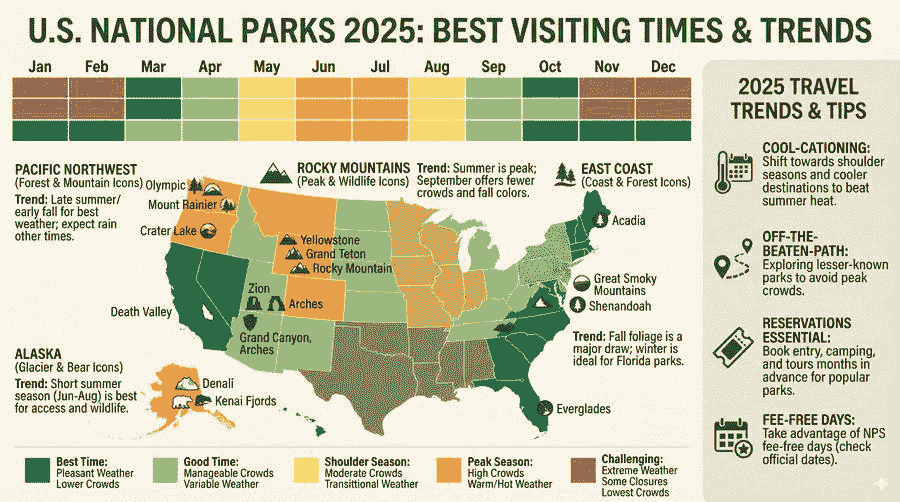 U.S. NATIONAL PARKS 2025: BEST VISITING TIMES & TRENDS
Jan Feb Mar Apr May Jun Jul Aug Sep Oct Nov Dec
PACIFIC NORTHWEST
(Forest & Mountain Icons)
Trend: Late summer/
early fall for best
weather; expect rain
other times.
Olympic
Mount Rainier
Crater Lake
ROCKY MOUNTAINS
(Peak & Wildlife Icons)
Trend: Summer is peak;
September offers fewer
crowds and fall colors.
EAST COAST
(Coast & Forest Icons)
Acadia
Yellowstone
Grand Teton
Rocky Mountain
Zion
Arches
Death Valley
Grand Canyon,
Arches
Great Smoky
Mountains
Shenandoah
Trend: Fall foliage is a
major draw; winter is
ideal for Florida parks.
Everglades
ALASKA
(Glacier & Bear Icons)
Trend: Short summer
season (Jun-Aug) is best
for access and wildlife.
Denali
Kenai Fjords
Best Time:
Pleasant Weather
Lower Crowds
Good Time:
Manageable Crowds
Variable Weather
Shoulder Season:
Moderate Crowds
Transittional Weather
Peak Season:
High Crowds
Warm/Hot Weather
Challenging:
Extreme Weather
Some Closures
Lowest Crowds
2025 TRAVEL
TRENDS & TIPS
COOL-CATIONING:
Shift towards shoulder
seasons and cooler
destinations to beat
summer heat.
OFF-THE-
BEATEN-PATH:
Exploring lesser-known
parks to avoid peak
crowds.
RESERVATIONS
ESSENTIAL:
Book entry, camping,
and tours months in
advance for popular
parks.
FEE-FREE DAYS:
Take advantage of NPS
fee-free days (check
official dates).